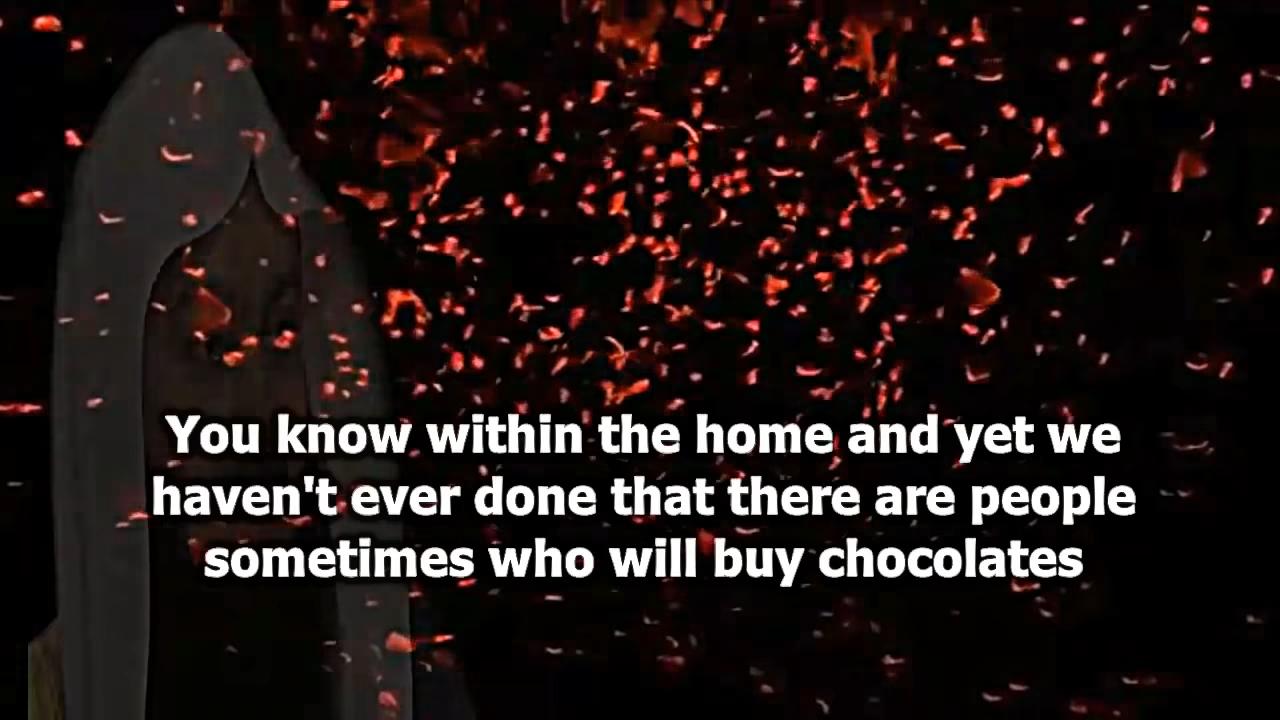 You know within the home and yet we
haven't ever done that there are people
sometimes who will buy chocolates